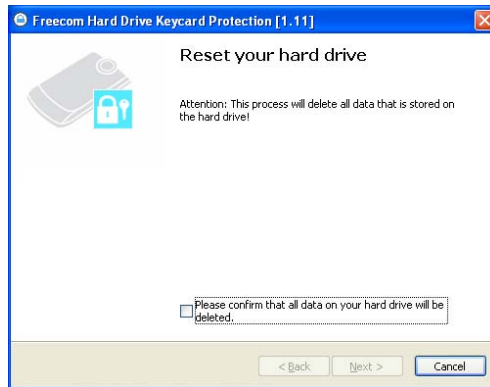 Freecom Hard Drive Keycard Protection [1.11]
Reset your hard drive
Attention: This process will delete all data that is stored on
the hard drive!
Please confirm that all data on your hard drive will be
deleted.
< Back Next > Cancel